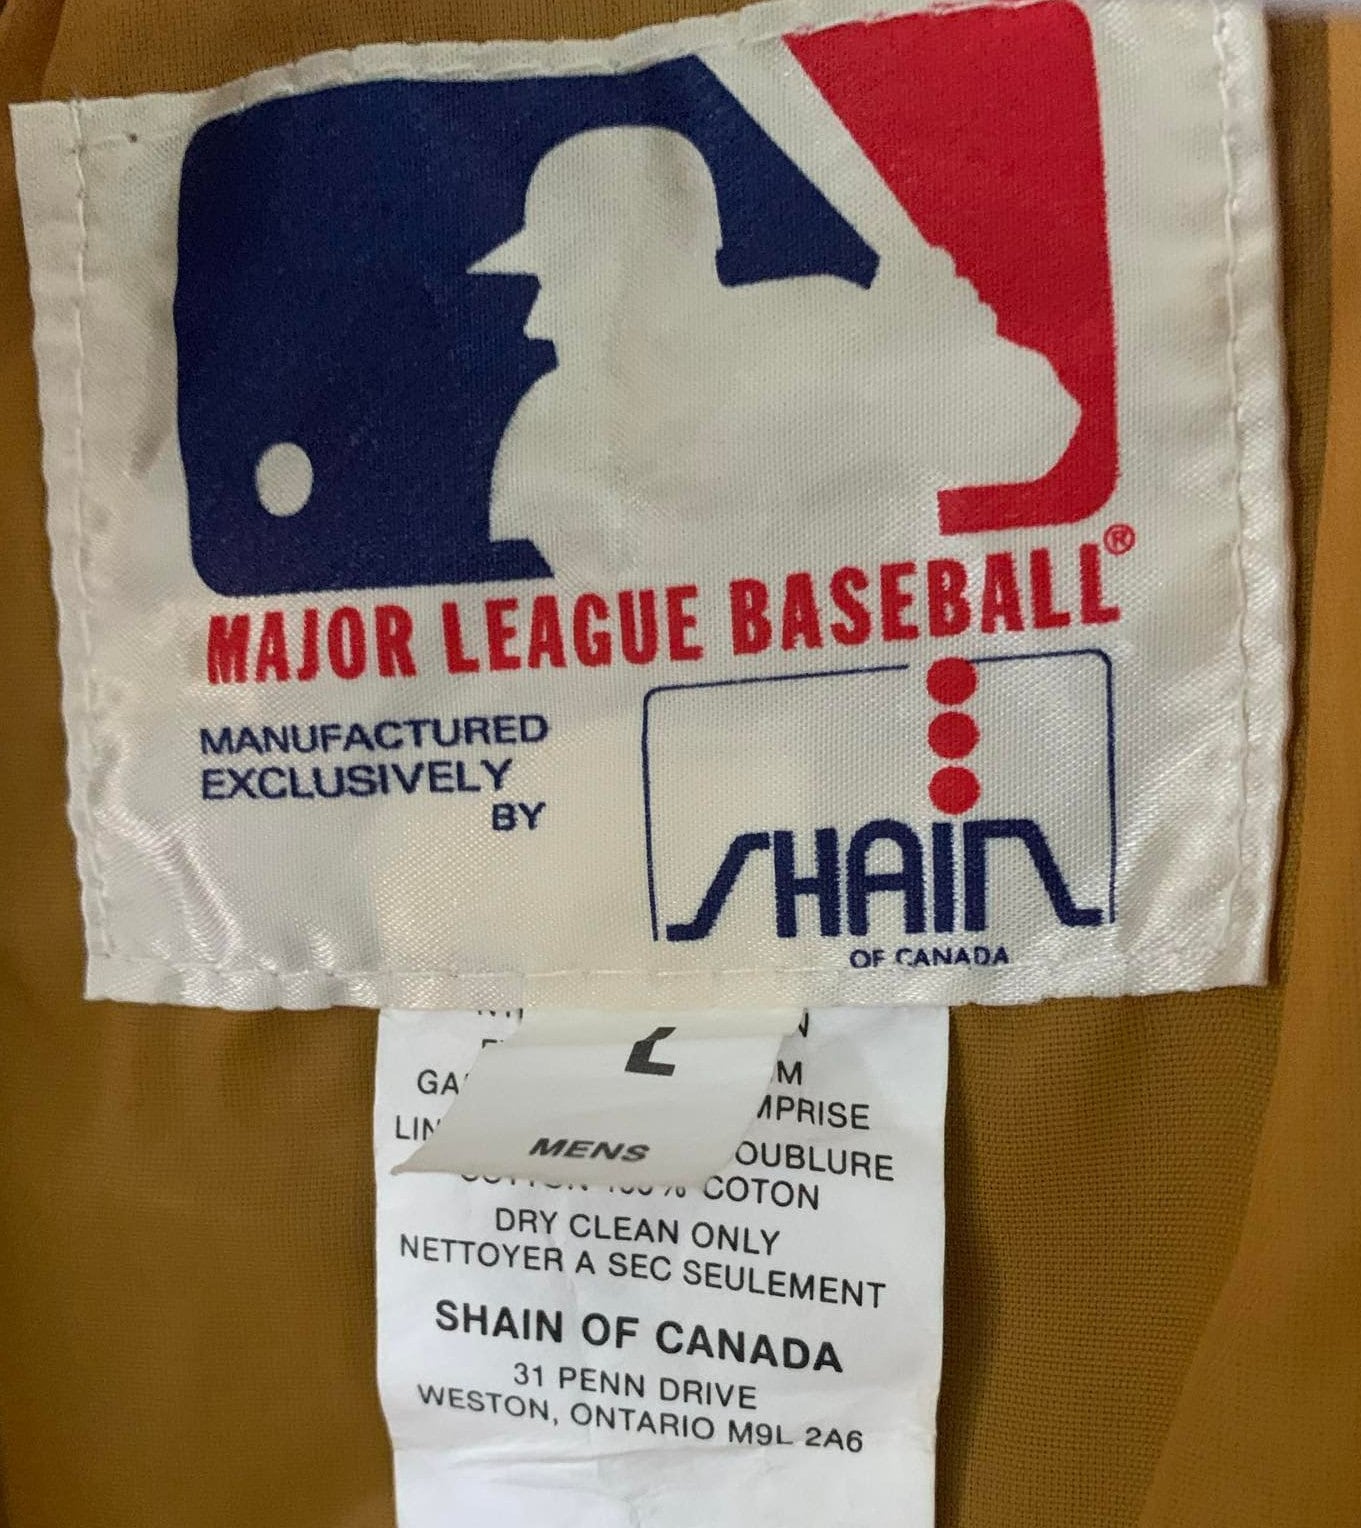 MAJOR LEAGUE BASEBALL®
MANUFACTURED
EXCLUSIVELY
BY
SHAIN
OF CANADA
MENS
COTON
DRY CLEAN ONLY
NETTOYER A SEC SEULEMENT
SHAIN OF CANADA
31 PENN DRIVE
WESTON, ONTARIO M9L 2A6